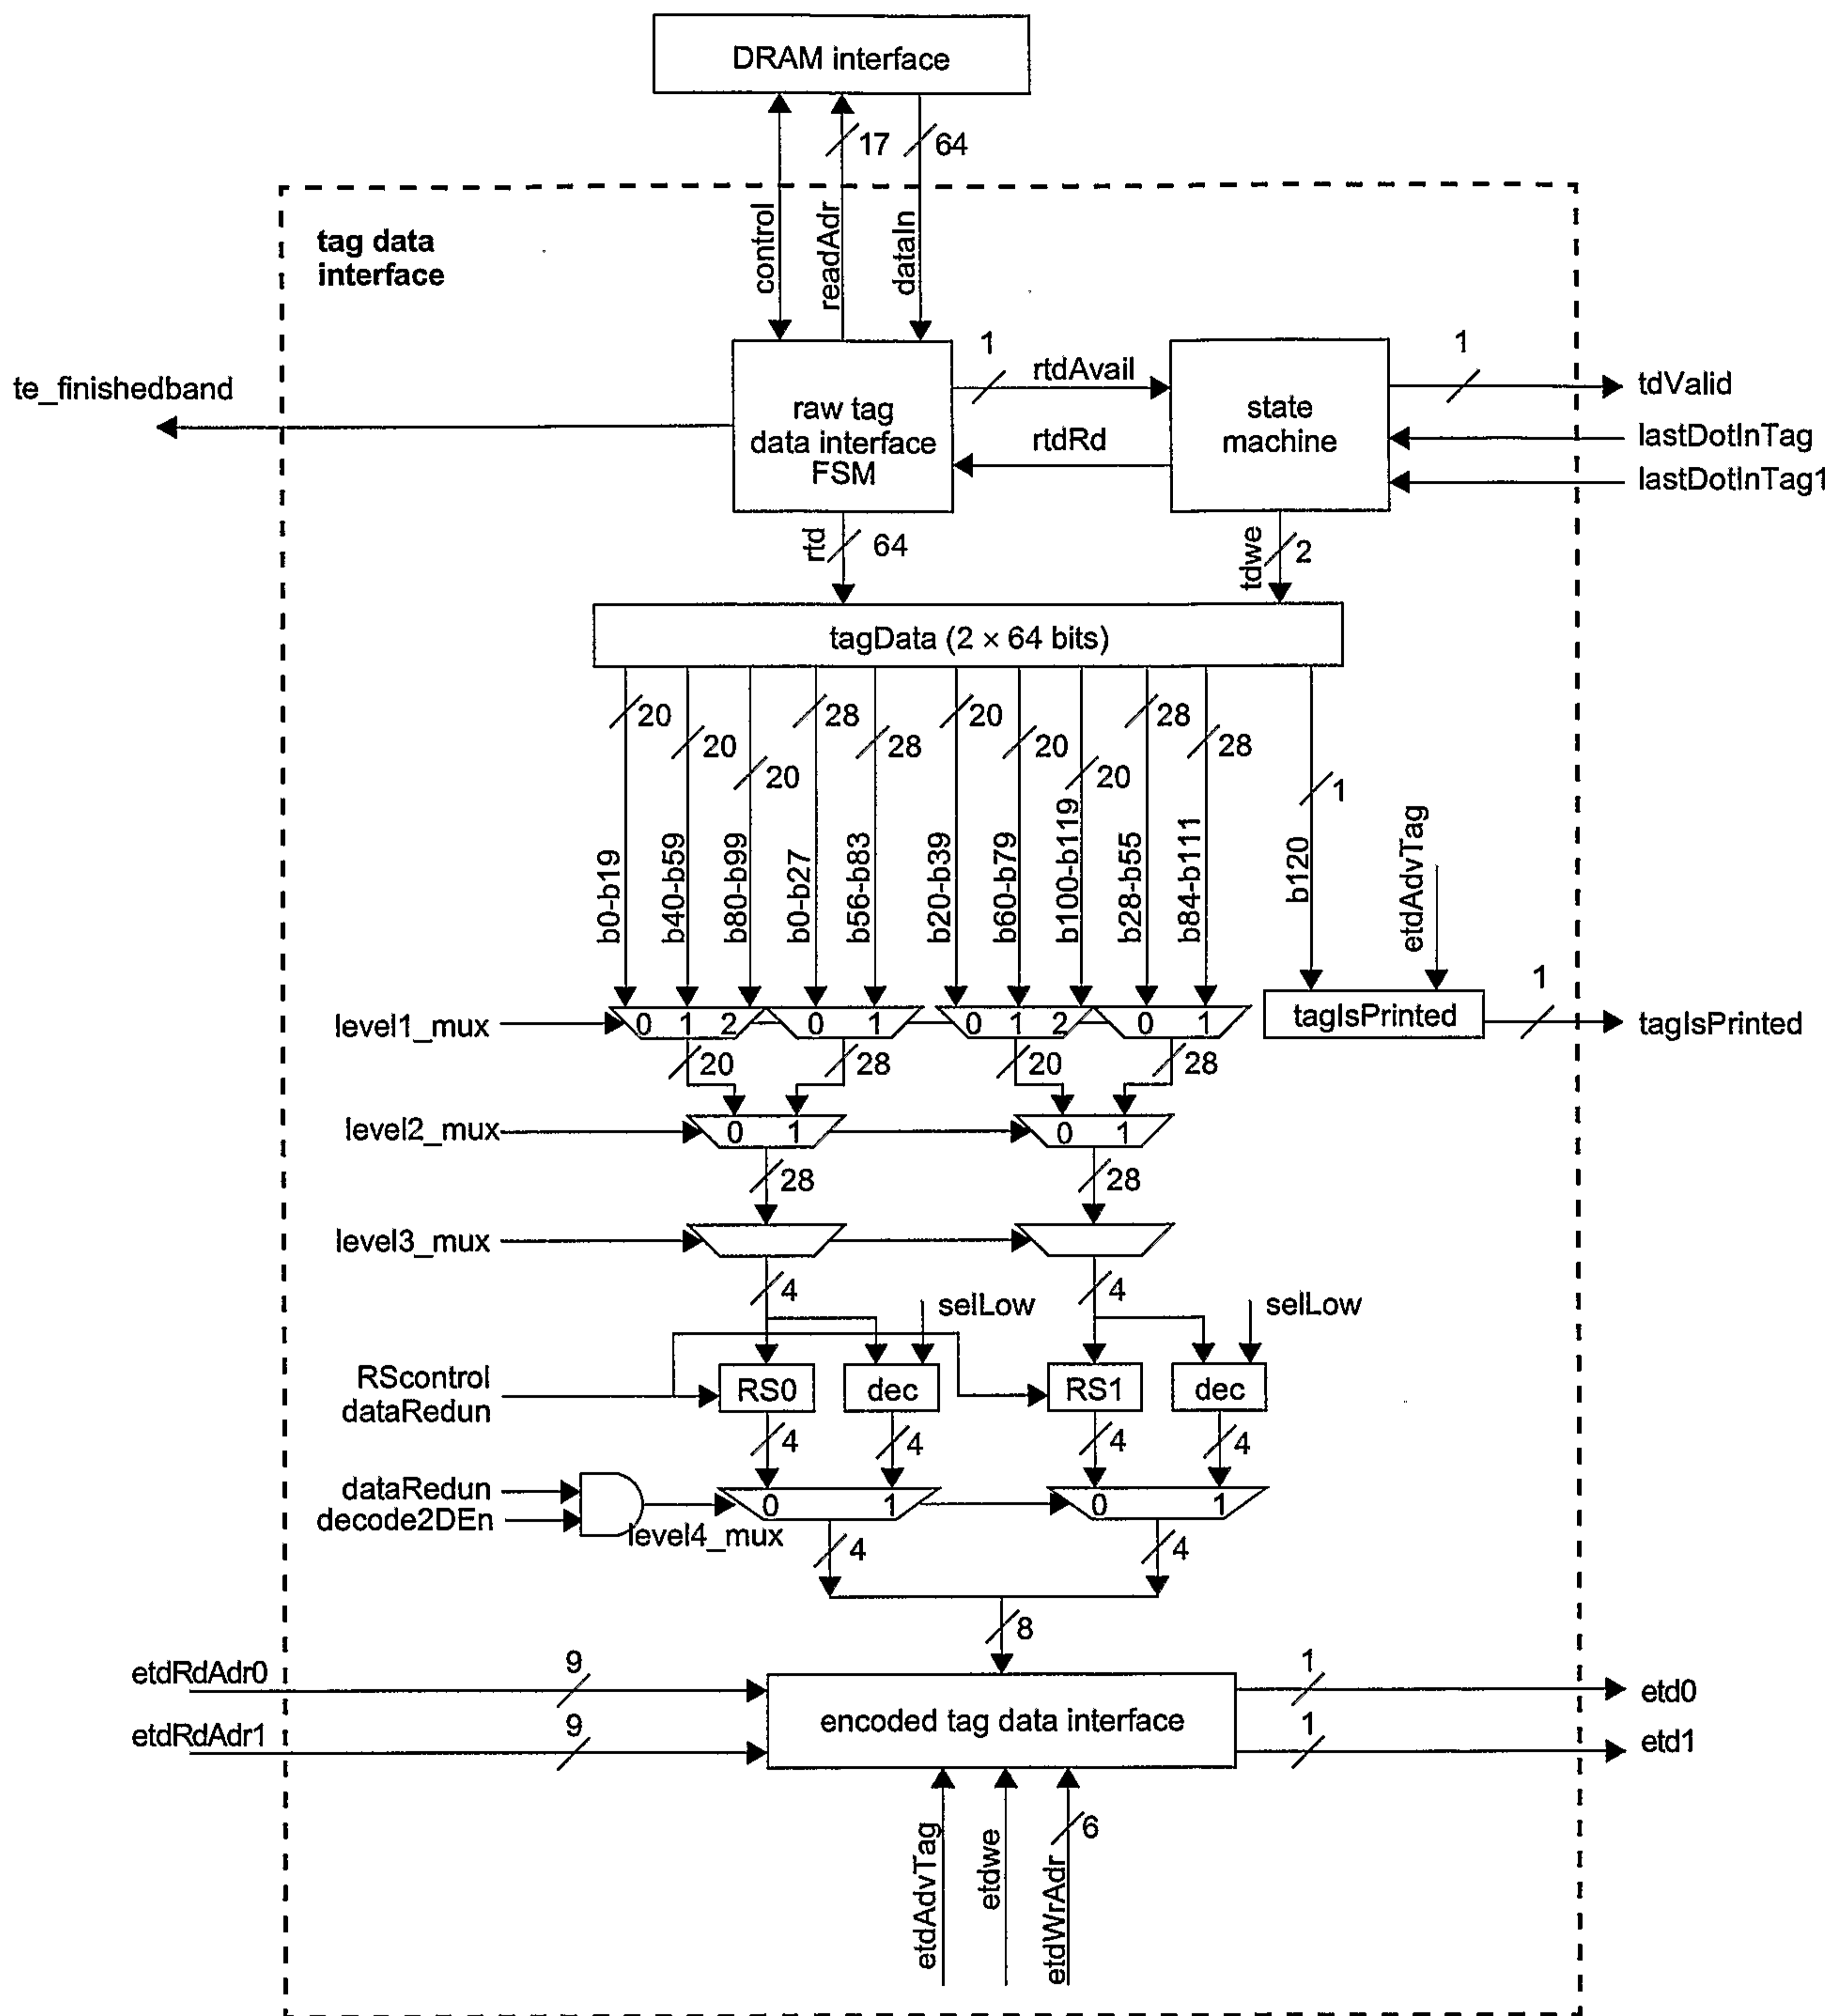 DRAM interface
17
64
control
readAdr
dataIn
tag data
interface
te_finishedband
raw tag
data interface
FSM
1
rtdAvail
rtdRd
state
machine
1
tdValid
lastDotInTag
lastDotInTag1
rtd
64
tdwe
2
tagData (2 × 64 bits)
20
20
20
28
28
20
20
20
28
28
1
b0-b19
b40-b59
b80-b99
b0-b27
b56-b83
b20-b39
b60-b79
b100-b119
b28-b55
b84-b111
b120
etdAdvTag
level1_mux
0 1 2
0 1
0 1 2
0 1
tagIsPrinted
1
tagIsPrinted
20
28
20
28
level2_mux
0 1
0 1
28
28
level3_mux
4
4
selLow
selLow
RScontrol
dataRedun
RS0
dec
RS1
dec
4
4
4
4
dataRedun
decode2DEn
level4_mux
0 1
0 1
4
4
8
etdRdAdr0
9
etdRdAdr1
9
encoded tag data interface
1
etd0
1
etd1
etdAdvTag
etdwe
etdWrAdr
6